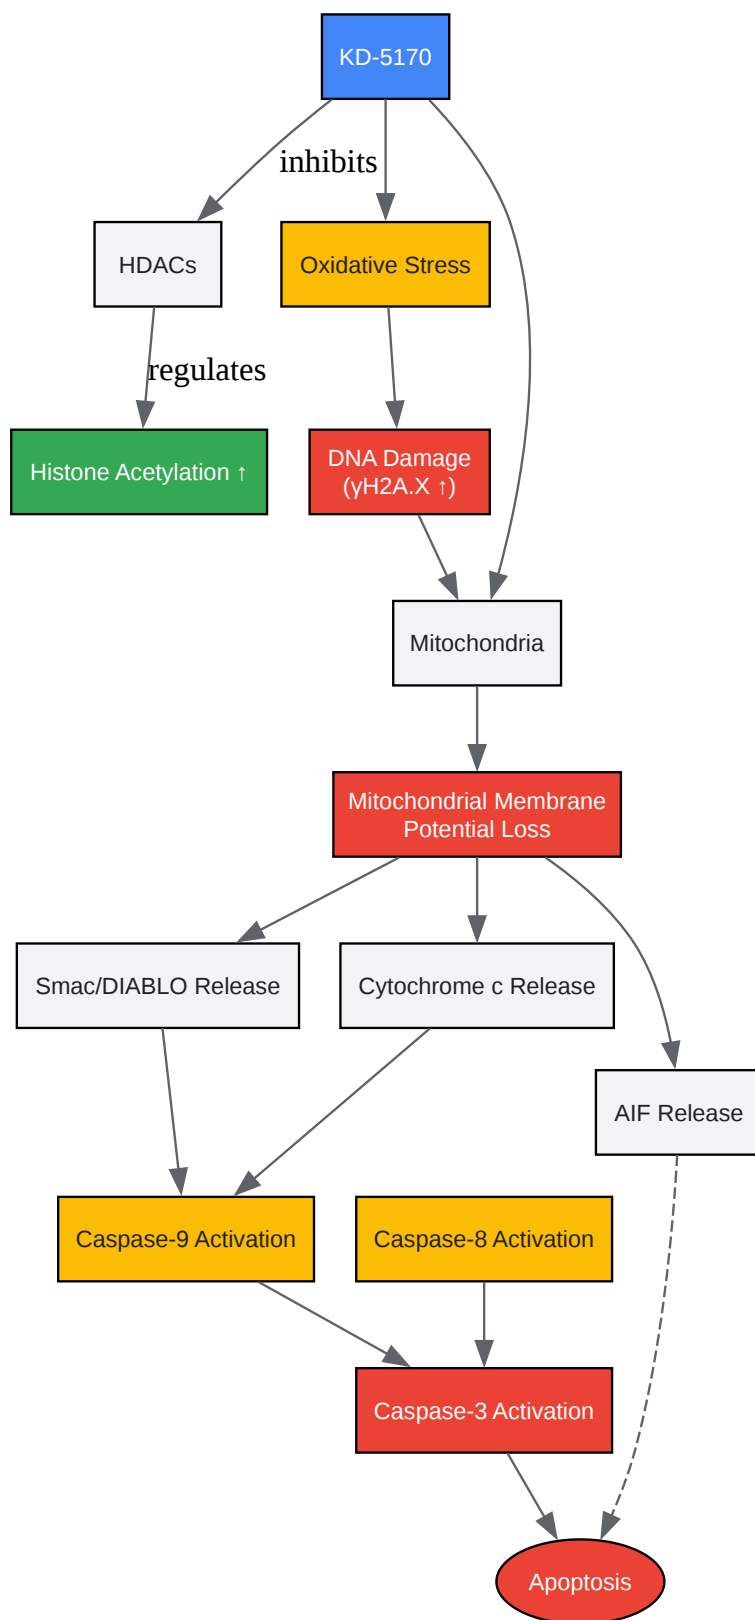 KD-5170
inhibits
HDACs
Oxidative Stress
regulates
Histone Acetylation ↑
DNA Damage
(γH2A.X ↑)
Mitochondria
Mitochondrial Membrane
Potential Loss
Smac/DIABLO Release
Cytochrome c Release
AIF Release
Caspase-9 Activation
Caspase-8 Activation
Caspase-3 Activation
Apoptosis